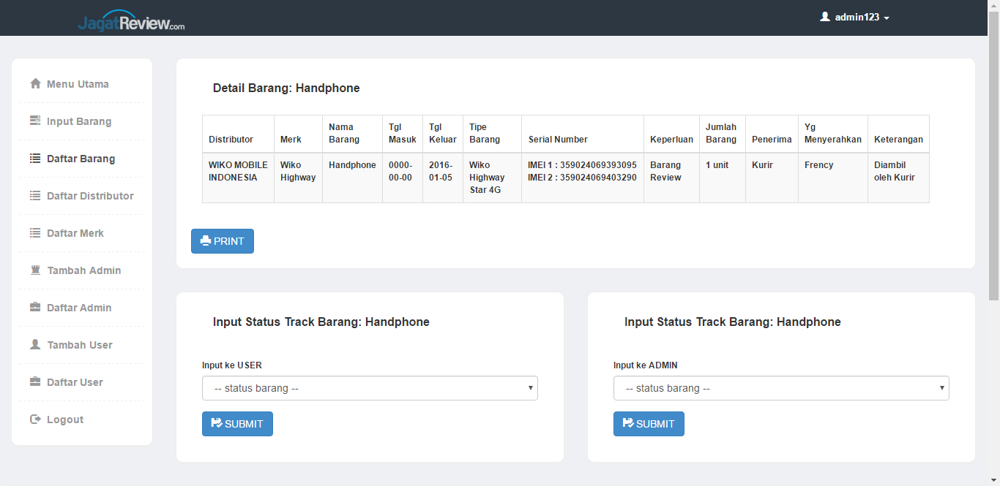 JagatReview.com
admin123
Menu Utama
Input Barang
Daftar Barang
Daftar Distributor
Daftar Merk
Tambah Admin
Daftar Admin
Tambah User
Daftar User
Logout
Detail Barang: Handphone
Distributor Merk Nama Barang Tgl Masuk Tgl Keluar Tipe Barang Serial Number Keperluan Jumlah Barang Penerima Yg Menyerahkan Keterangan
WIKO MOBILE INDONESIA Wiko Highway Handphone 0000-00-00 2016-01-05 Wiko Highway Star 4G IMEI 1 : 359024069393095 IMEI 2 : 359024069403290 Barang Review 1 unit Kurir Frency Diambil oleh Kurir
PRINT
Input Status Track Barang: Handphone
Input ke USER
-- status barang --
SUBMIT
Input Status Track Barang: Handphone
Input ke ADMIN
-- status barang --
SUBMIT